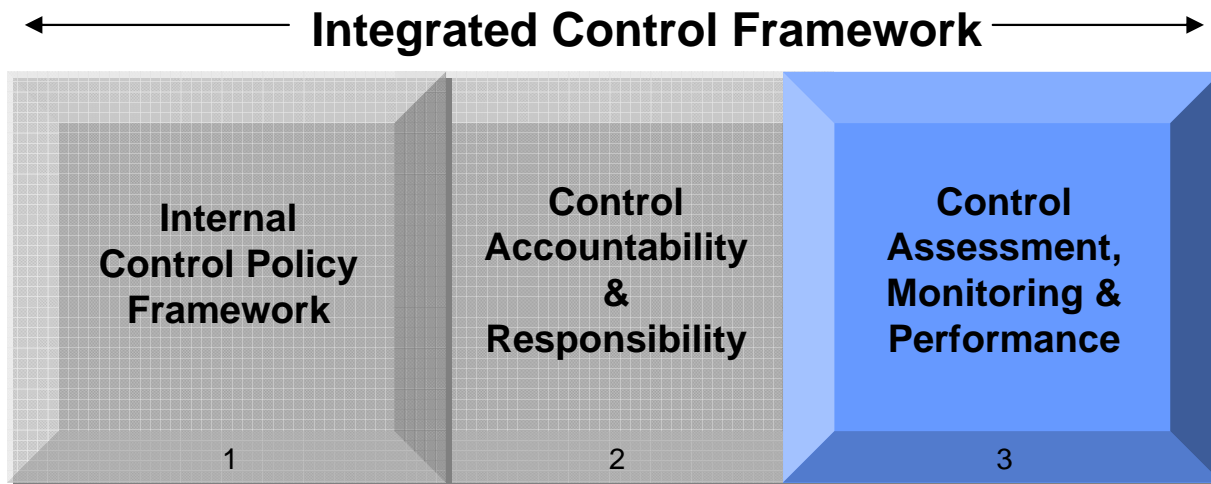 Integrated Control Framework
Internal
Control Policy
Framework
1
Control
Accountability
&
Responsibility
2
Control
Assessment,
Monitoring &
Performance
3